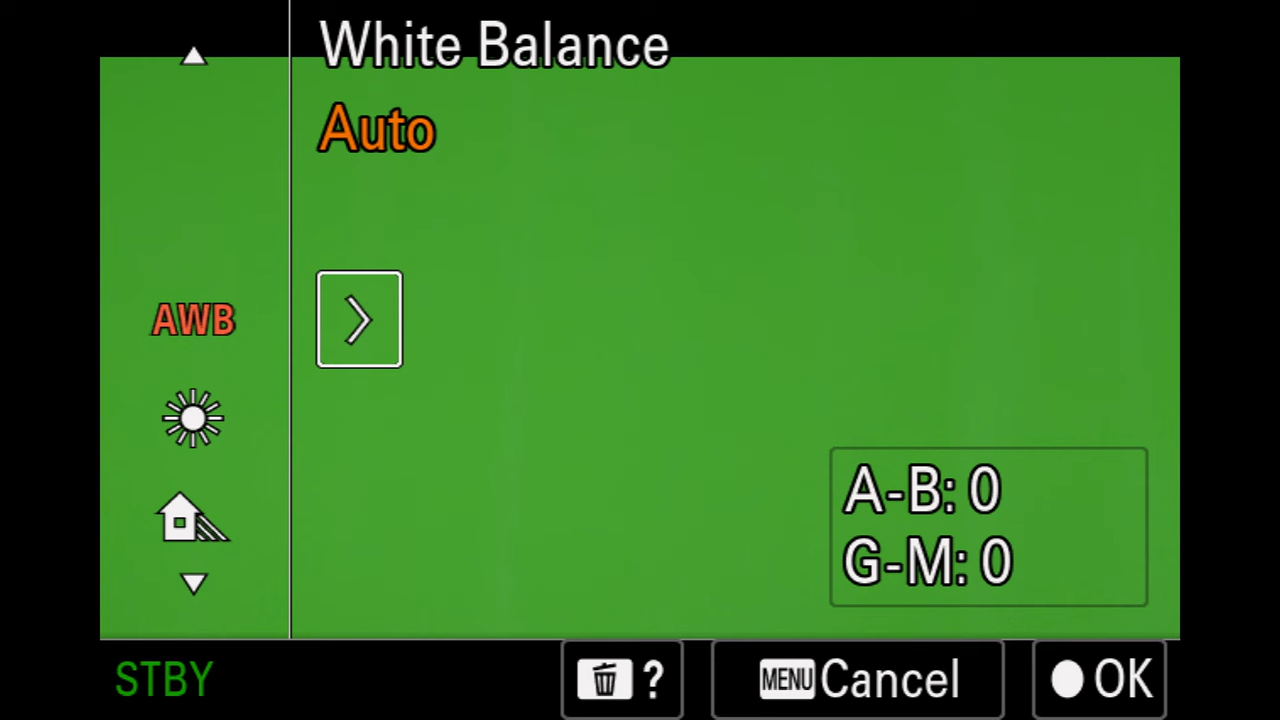 White Balance
Auto
AWB
A-B: 0
G-M: 0
STBY
?
MENU Cancel
OK